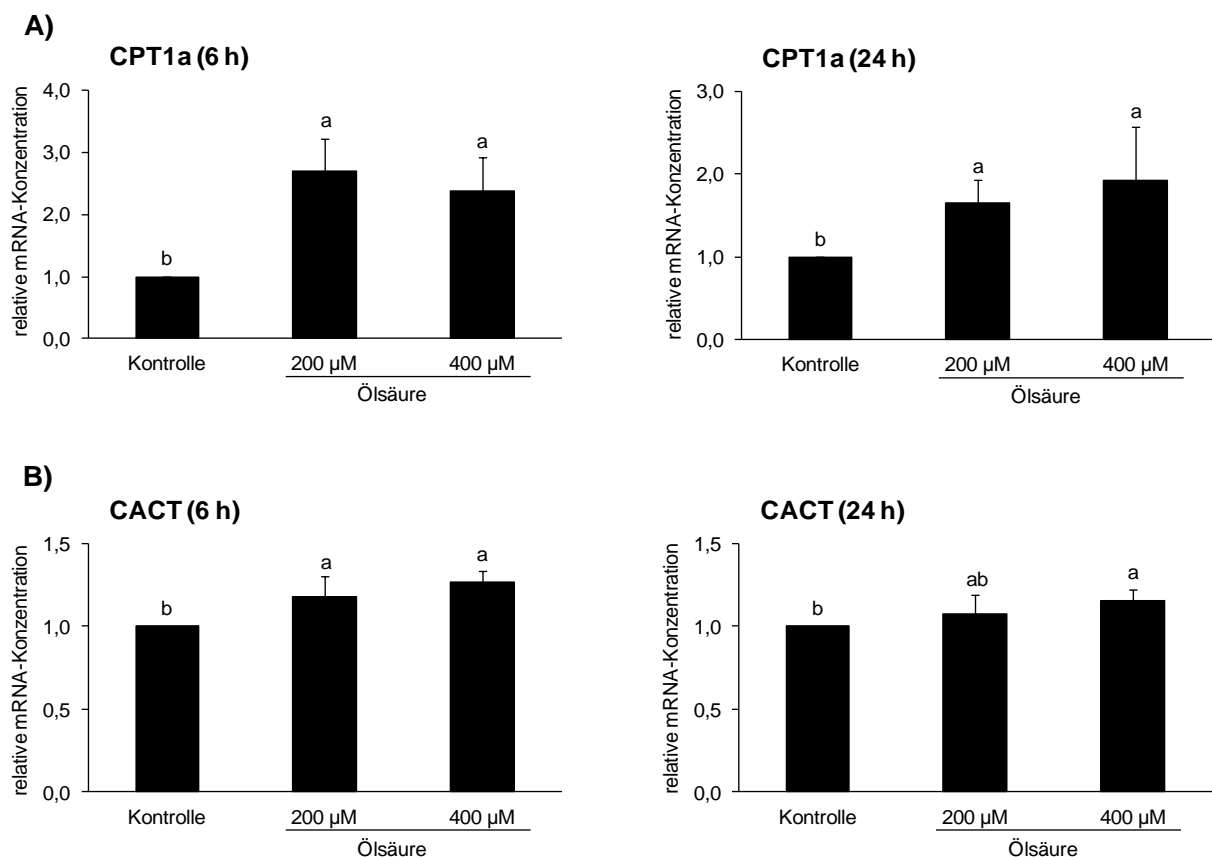 A)
CPT1a (6 h)
relative mRNA-Konzentration
4,0
3,0
2,0
1,0
0,0
b
a
a
Kontrolle
200 µM
400 µM
Ölsäure
CPT1a (24 h)
relative mRNA-Konzentration
3,0
2,0
1,0
0,0
b
a
a
Kontrolle
200 µM
400 µM
Ölsäure
B)
CACT (6 h)
relative mRNA-Konzentration
1,5
1,0
0,5
0,0
b
a
a
Kontrolle
200 µM
400 µM
Ölsäure
CACT (24 h)
relative mRNA-Konzentration
1,5
1,0
0,5
0,0
b
ab
a
Kontrolle
200 µM
400 µM
Ölsäure